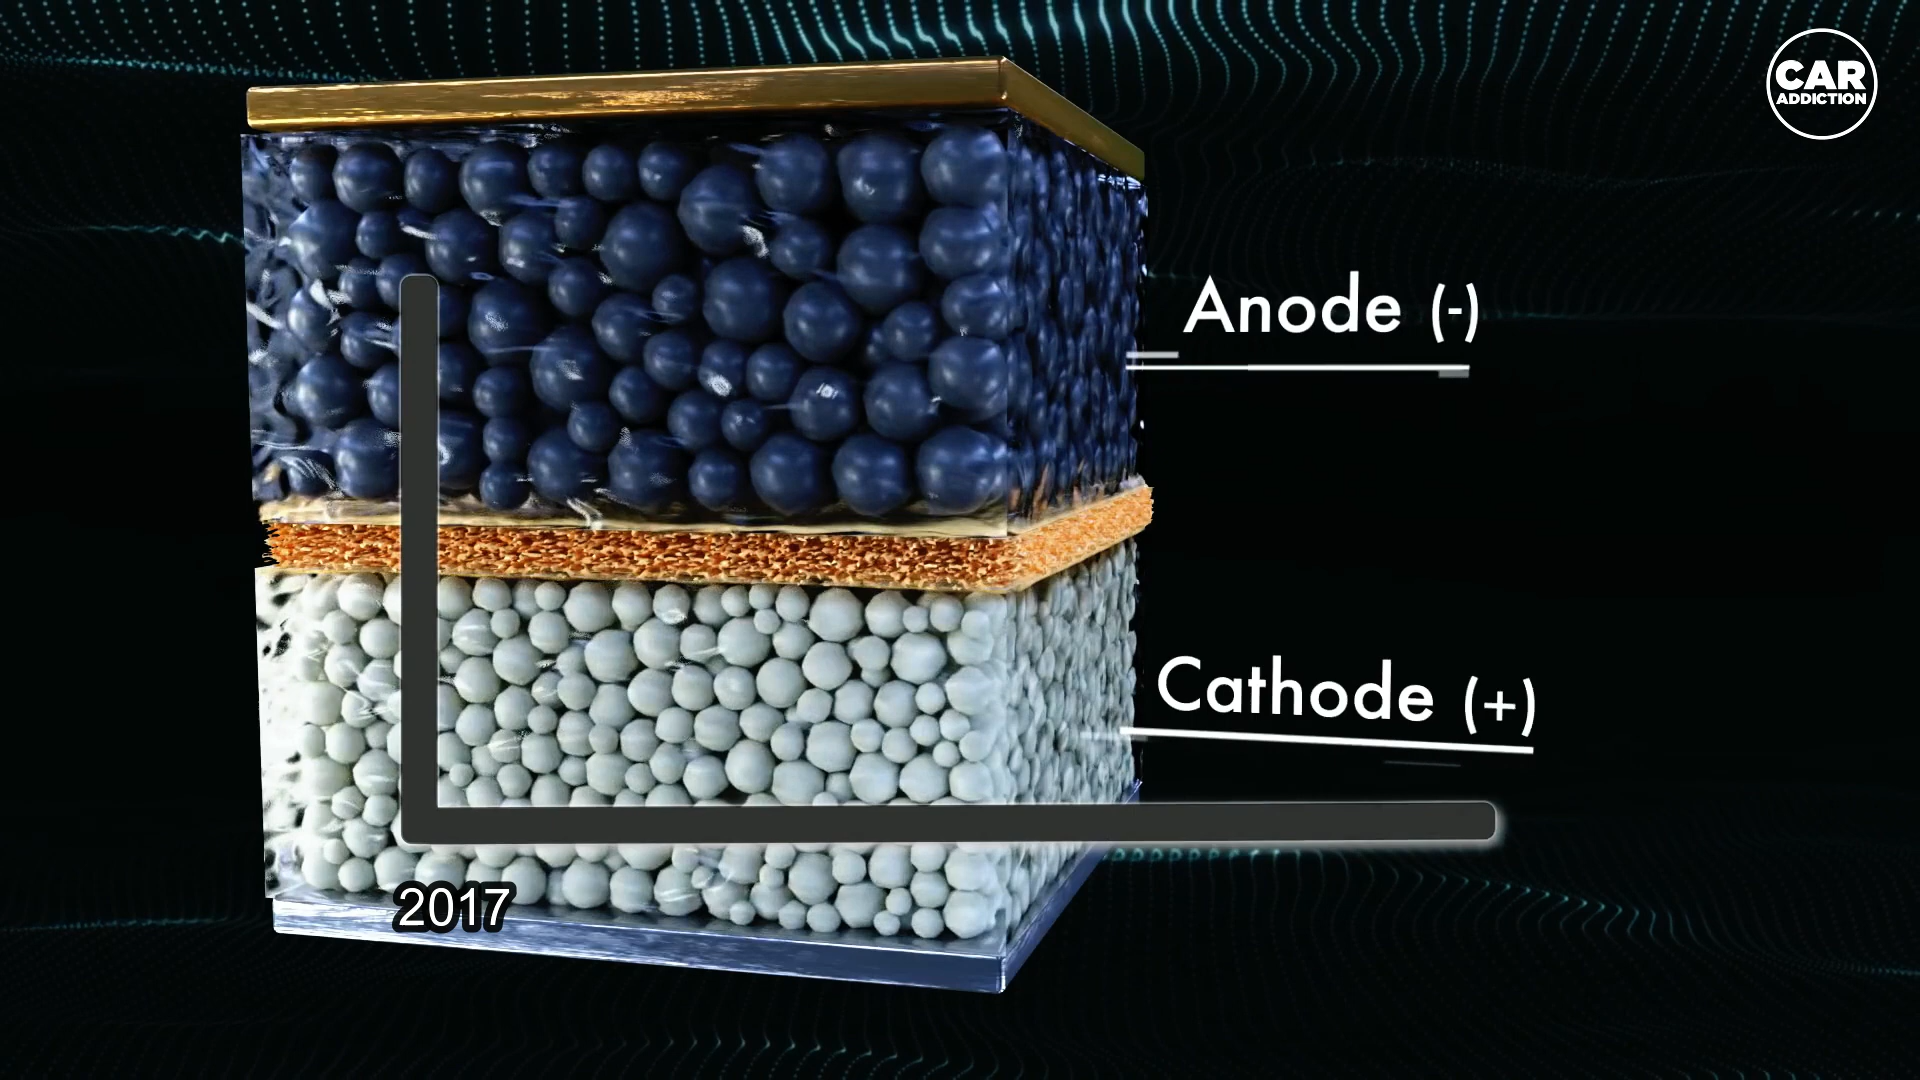 CAR
ADDICTION
Anode (-)
Cathode (+)
2017